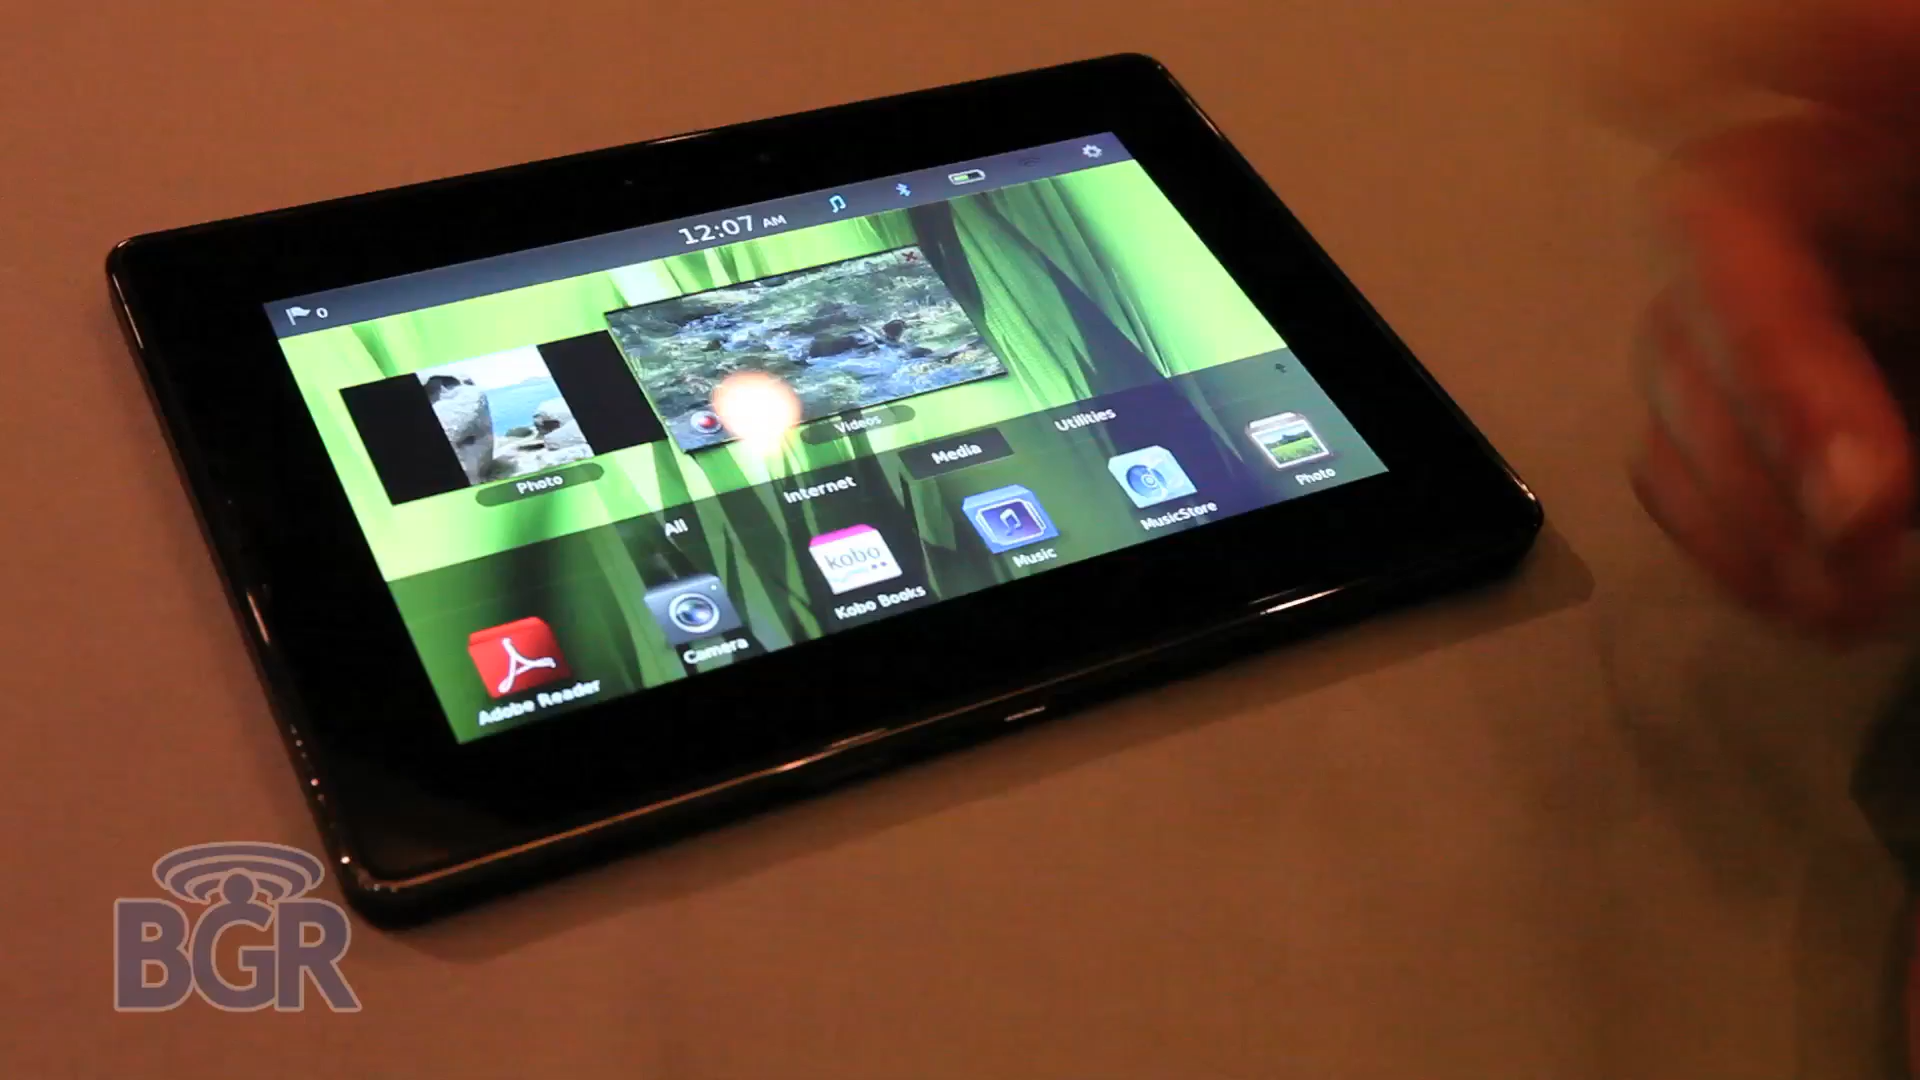 12:07 AM
0
Photo
Videos
All
Internet
Media
Utilities
Adobe Reader
Camera
kobo
Kobo Books
Music
MusicStore
Photo
BGR